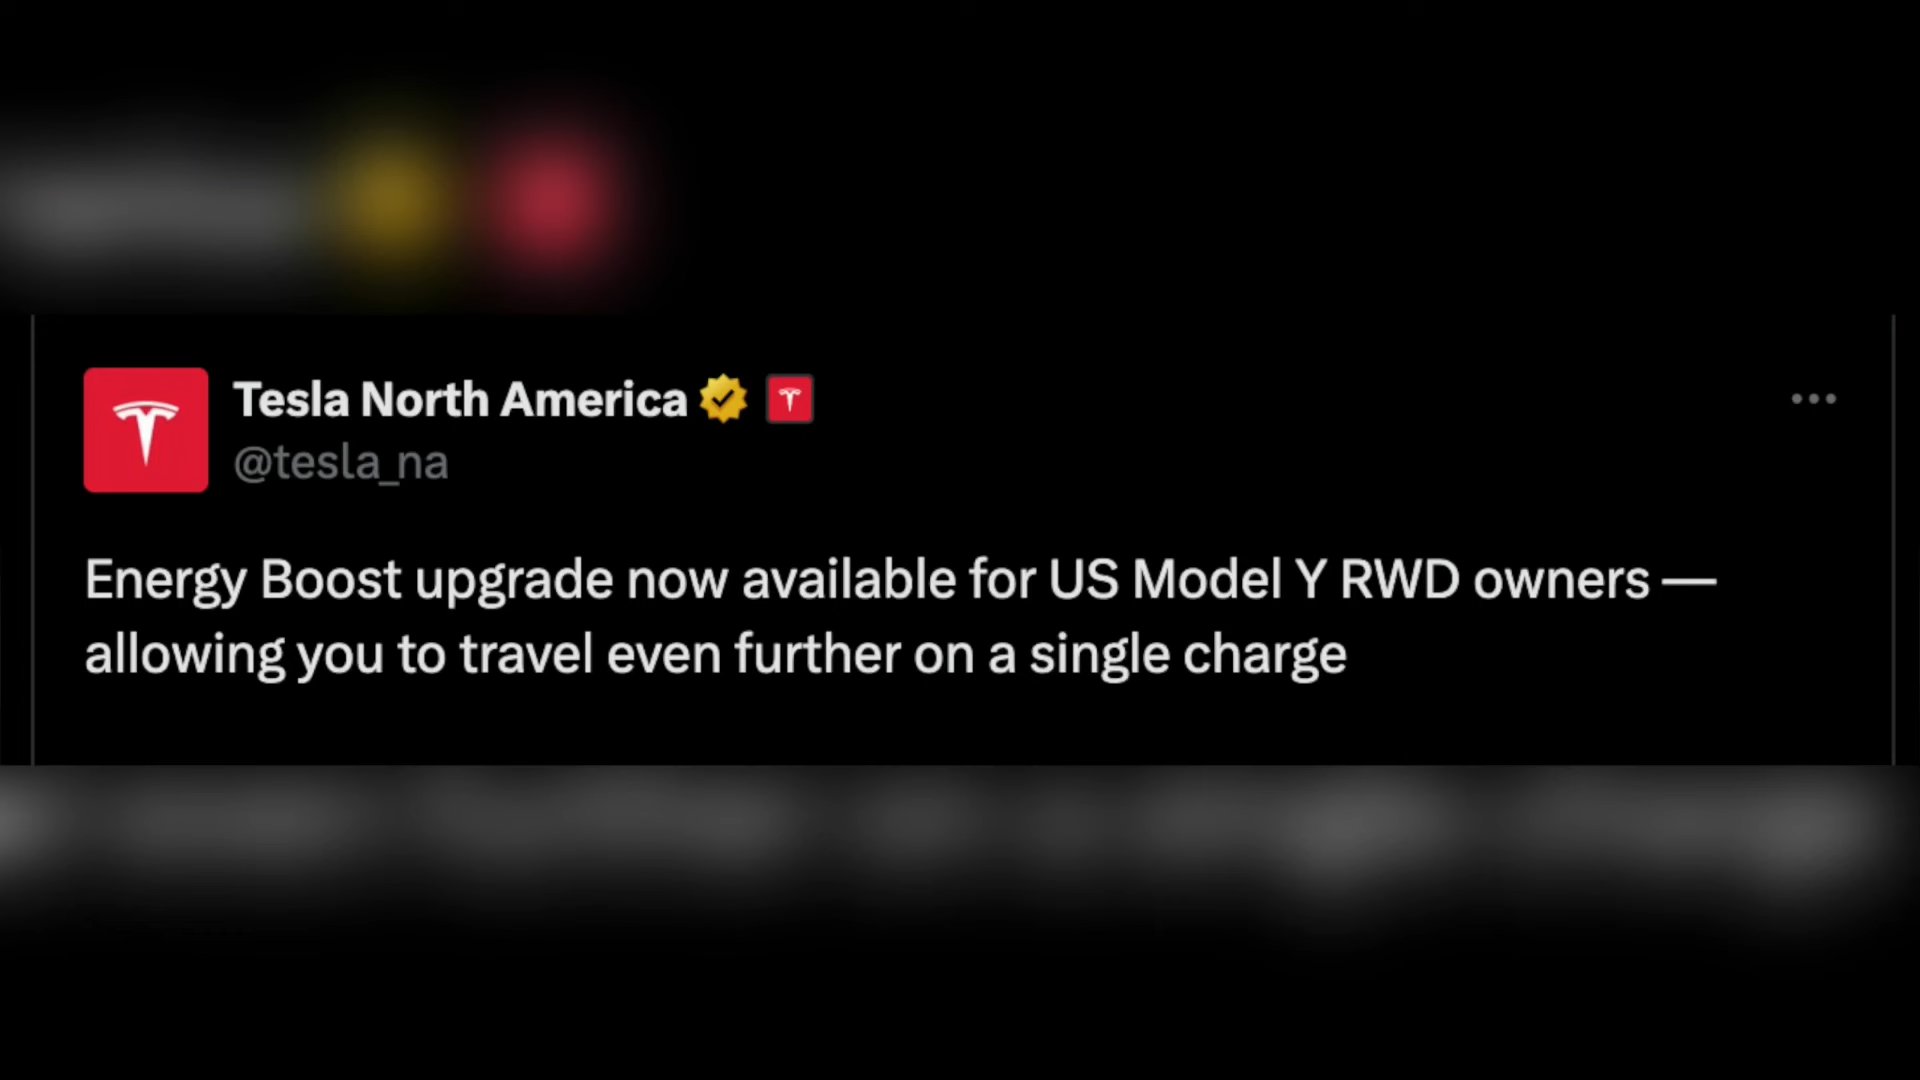 Tesla North America
@tesla_na
Energy Boost upgrade now available for US Model Y RWD owners —
allowing you to travel even further on a single charge